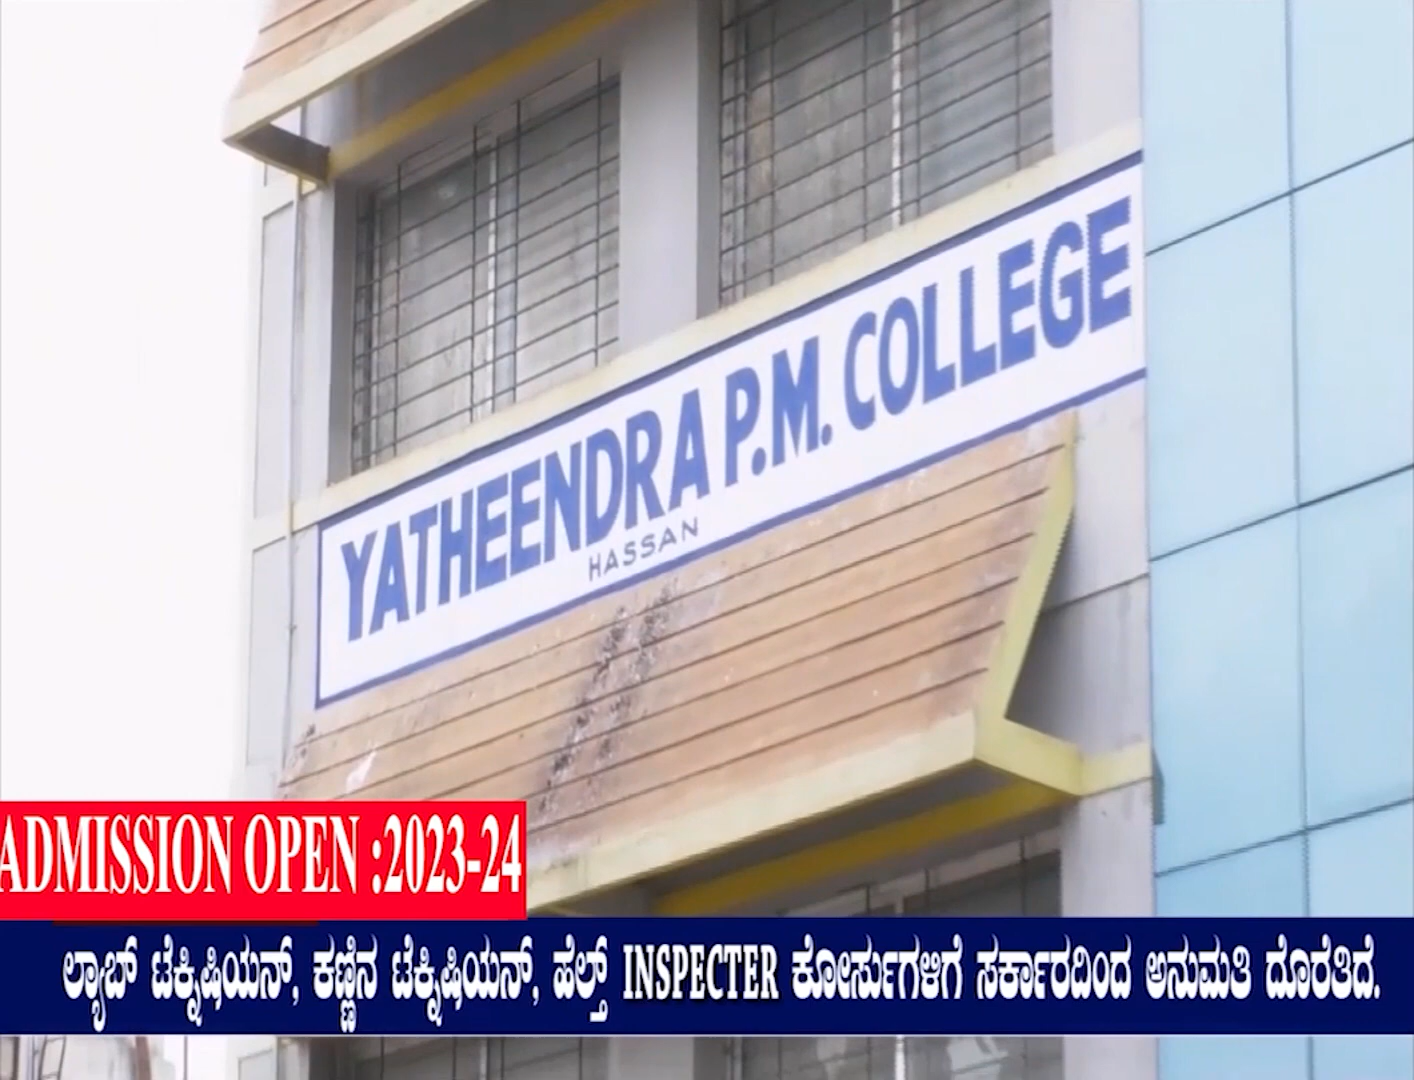 YATHEENDRA P.M. COLLEGE
HASSAN
ADMISSION OPEN :2023-24
ಲ್ಯಾಬ್ ಟೆಕ್ನಿಷಿಯನ್, ಕಣ್ಣಿನ ಟೆಕ್ನಿಷಿಯನ್, ಹೆಲ್ತ್ INSPECTER ಕೋರ್ಸುಗಳಿಗೆ ಸರ್ಕಾರದಿಂದ ಅನುಮತಿ ದೊರೆತಿದೆ.